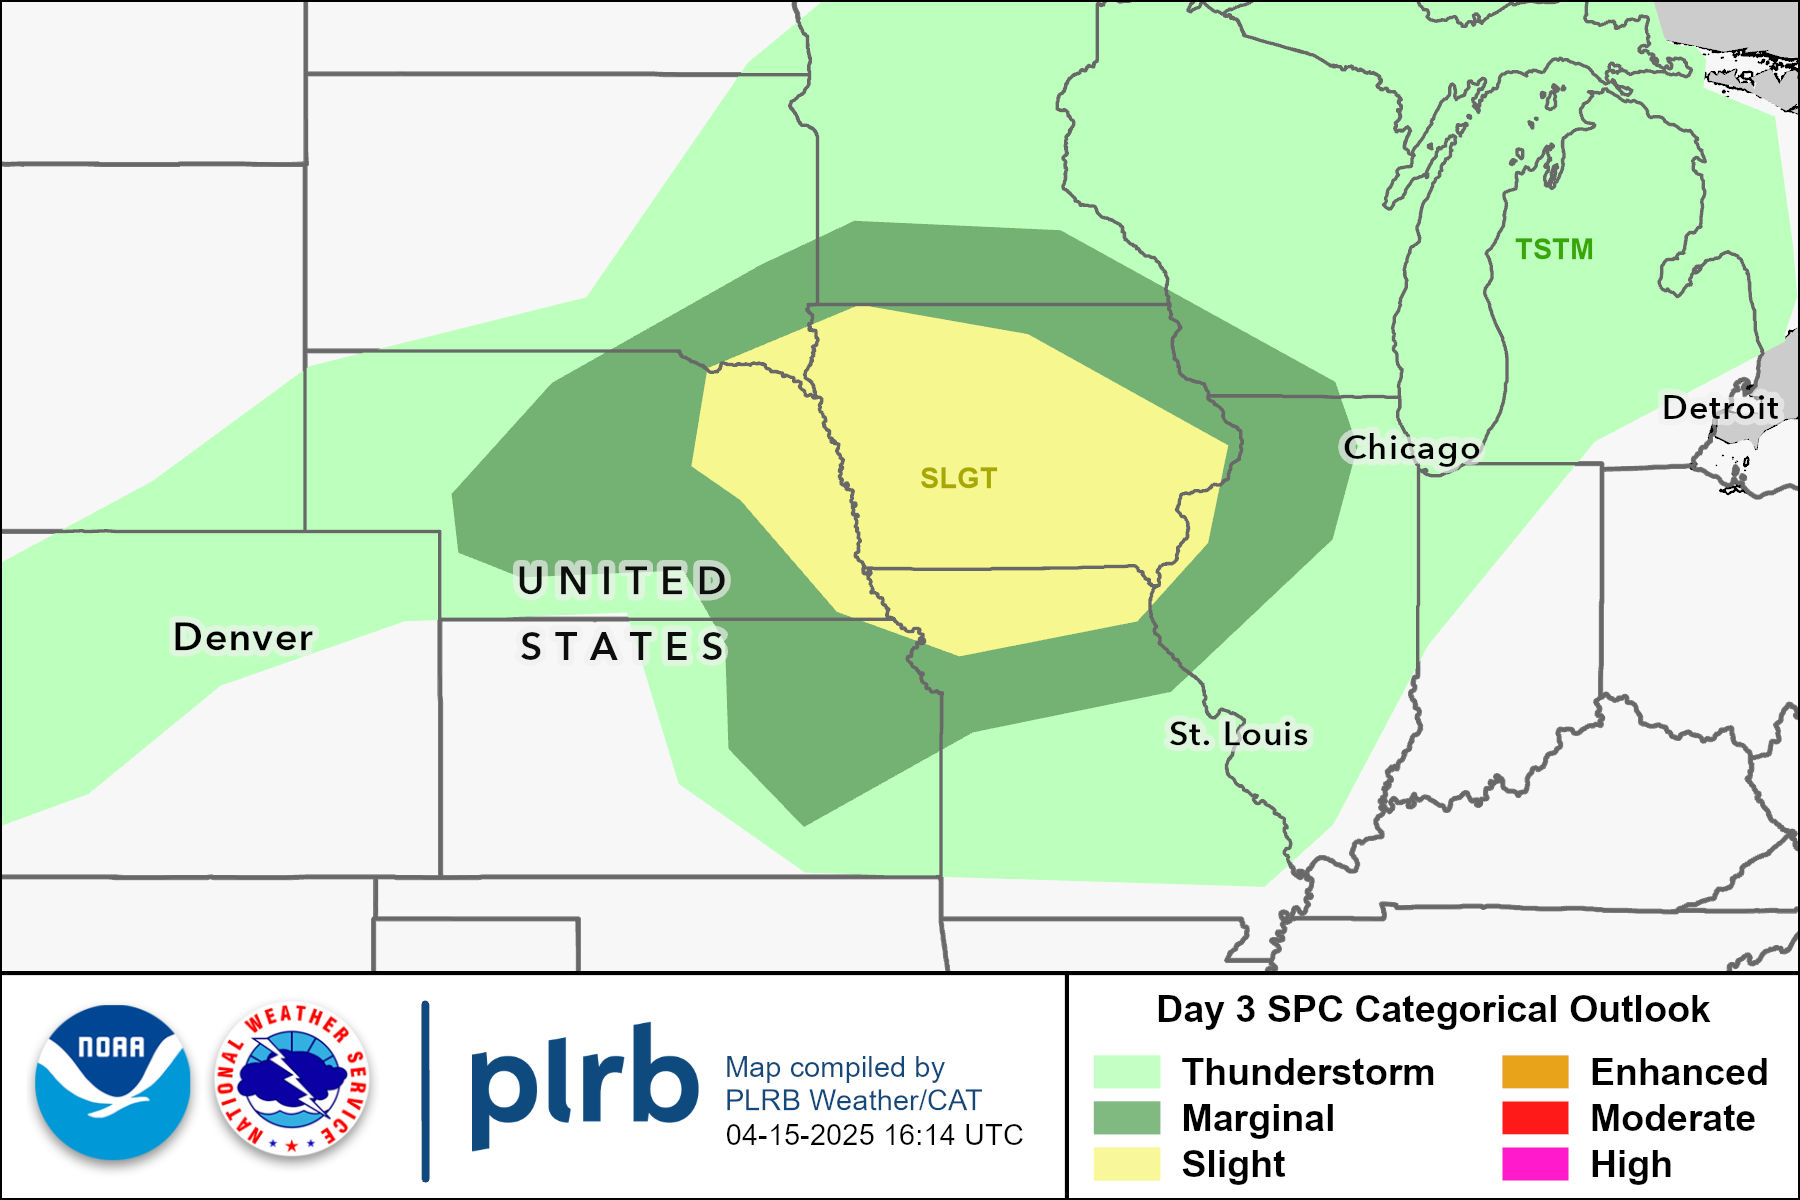 TSTM
Detroit
Chicago
SLGT
UNITED
STATES
Denver
St. Louis
NOAA
NATIONAL WEATHER SERVICE
plrb
Map compiled by
PLRB Weather/CAT
04-15-2025 16:14 UTC
Day 3 SPC Categorical Outlook
Thunderstorm
Marginal
Slight
Enhanced
Moderate
High